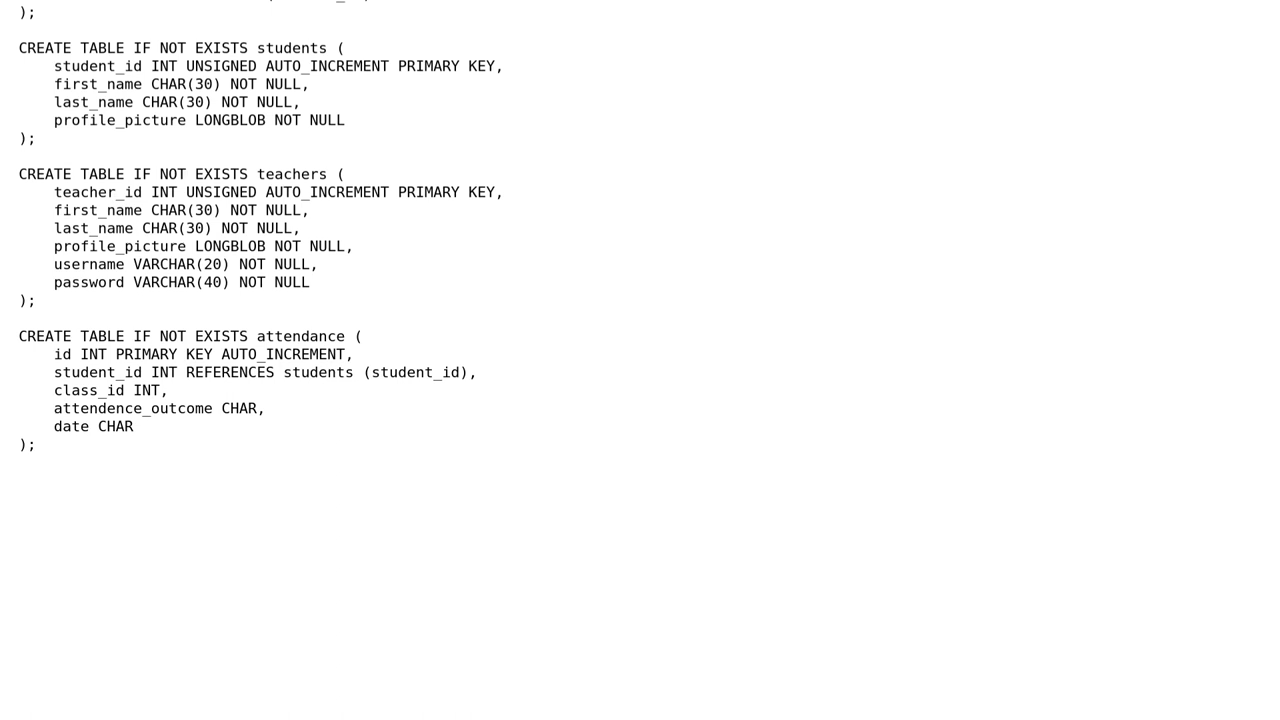 );

CREATE TABLE IF NOT EXISTS students (
    student_id INT UNSIGNED AUTO_INCREMENT PRIMARY KEY,
    first_name CHAR(30) NOT NULL,
    last_name CHAR(30) NOT NULL,
    profile_picture LONGBLOB NOT NULL
);

CREATE TABLE IF NOT EXISTS teachers (
    teacher_id INT UNSIGNED AUTO_INCREMENT PRIMARY KEY,
    first_name CHAR(30) NOT NULL,
    last_name CHAR(30) NOT NULL,
    profile_picture LONGBLOB NOT NULL,
    username VARCHAR(20) NOT NULL,
    password VARCHAR(40) NOT NULL
);

CREATE TABLE IF NOT EXISTS attendance (
    id INT PRIMARY KEY AUTO_INCREMENT,
    student_id INT REFERENCES students (student_id),
    class_id INT,
    attendence_outcome CHAR,
    date CHAR
);